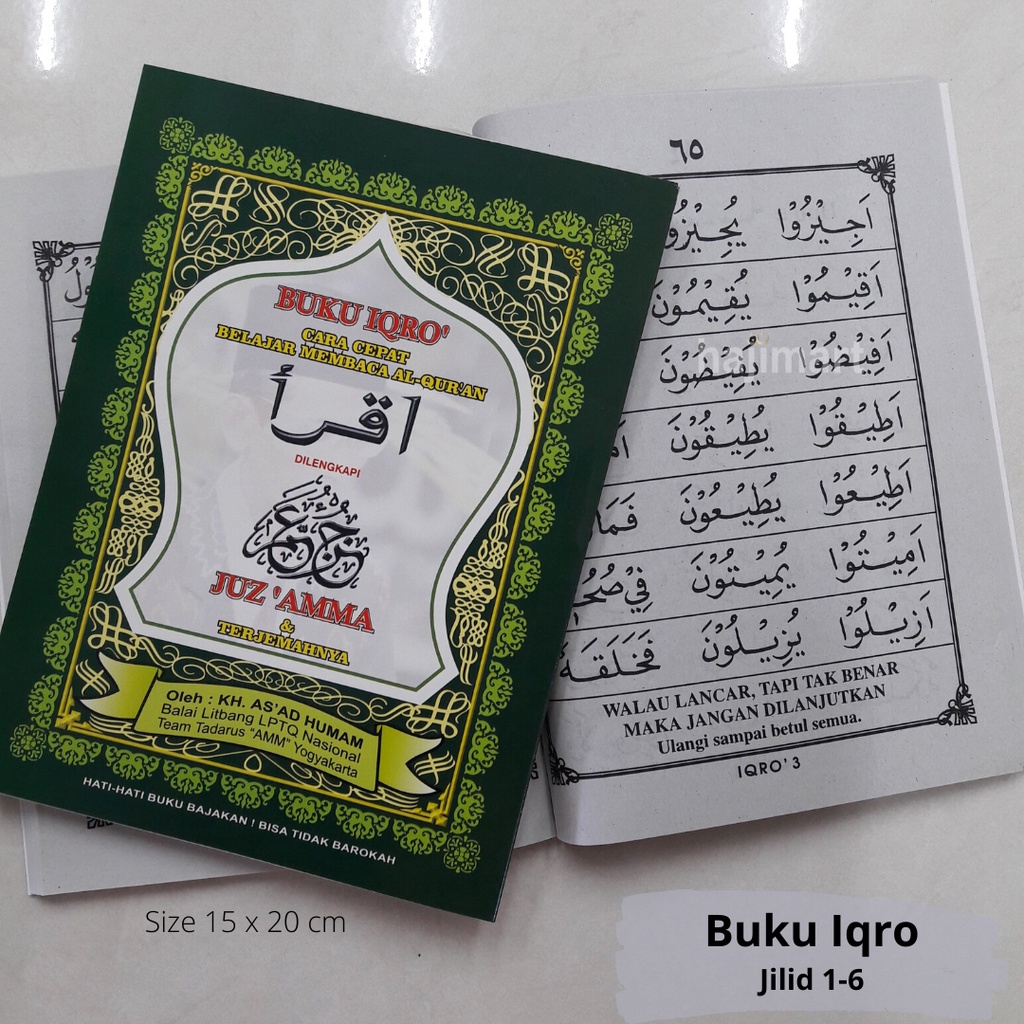 BUKU IQRO'
CARA CEPAT
BELAJAR MEMBACA AL-QUR'AN
اقرأ
DILENGKAPI
جزء عم
JUZ 'AMMA
&
TERJEMAHNYA
Oleh : KH. AS'AD HUMAM
Balai Litbang LPTQ Nasional
Team Tadarus "AMM" Yogyakarta
HATI-HATI BUKU BAJAKAN ! BISA TIDAK BAROKAH
٦٥
اَجِيْزُوْا يُجِيْزُوْ
اَقِيْمُوْا يُقِيْمُوْنَ
اَفِيْضُوْا يُفِيْضُوْنَ
اَطِيْقُوْا يُطِيْقُوْنَ
اَطِيْعُوْا يُطِيْعُوْنَ
اَمِيْتُوْا يُمِيْتُوْنَ فِيْ
اَزِيْلُوْا يُزِيْلُوْنَ فَخَلَقَهُ
WALAU LANCAR, TAPI TAK BENAR
MAKA JANGAN DILANJUTKAN
Ulangi sampai betul semua.
IQRO' 3
hajimart
Size 15 x 20 cm
Buku Iqro
Jilid 1-6